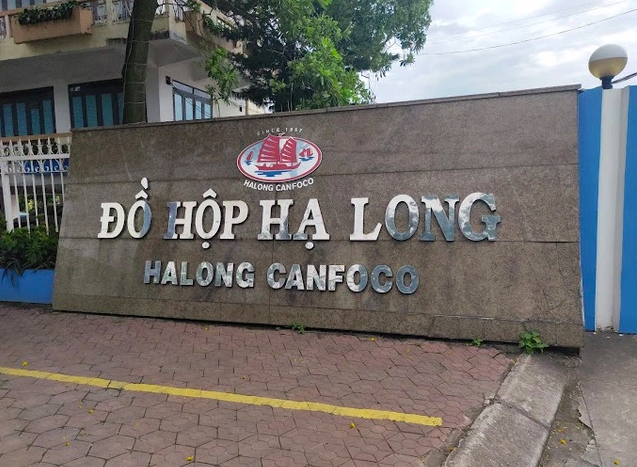 SINCE 1957
HALONG CANFOCO
ĐỒ HỘP HẠ LONG
HALONG CANFOCO